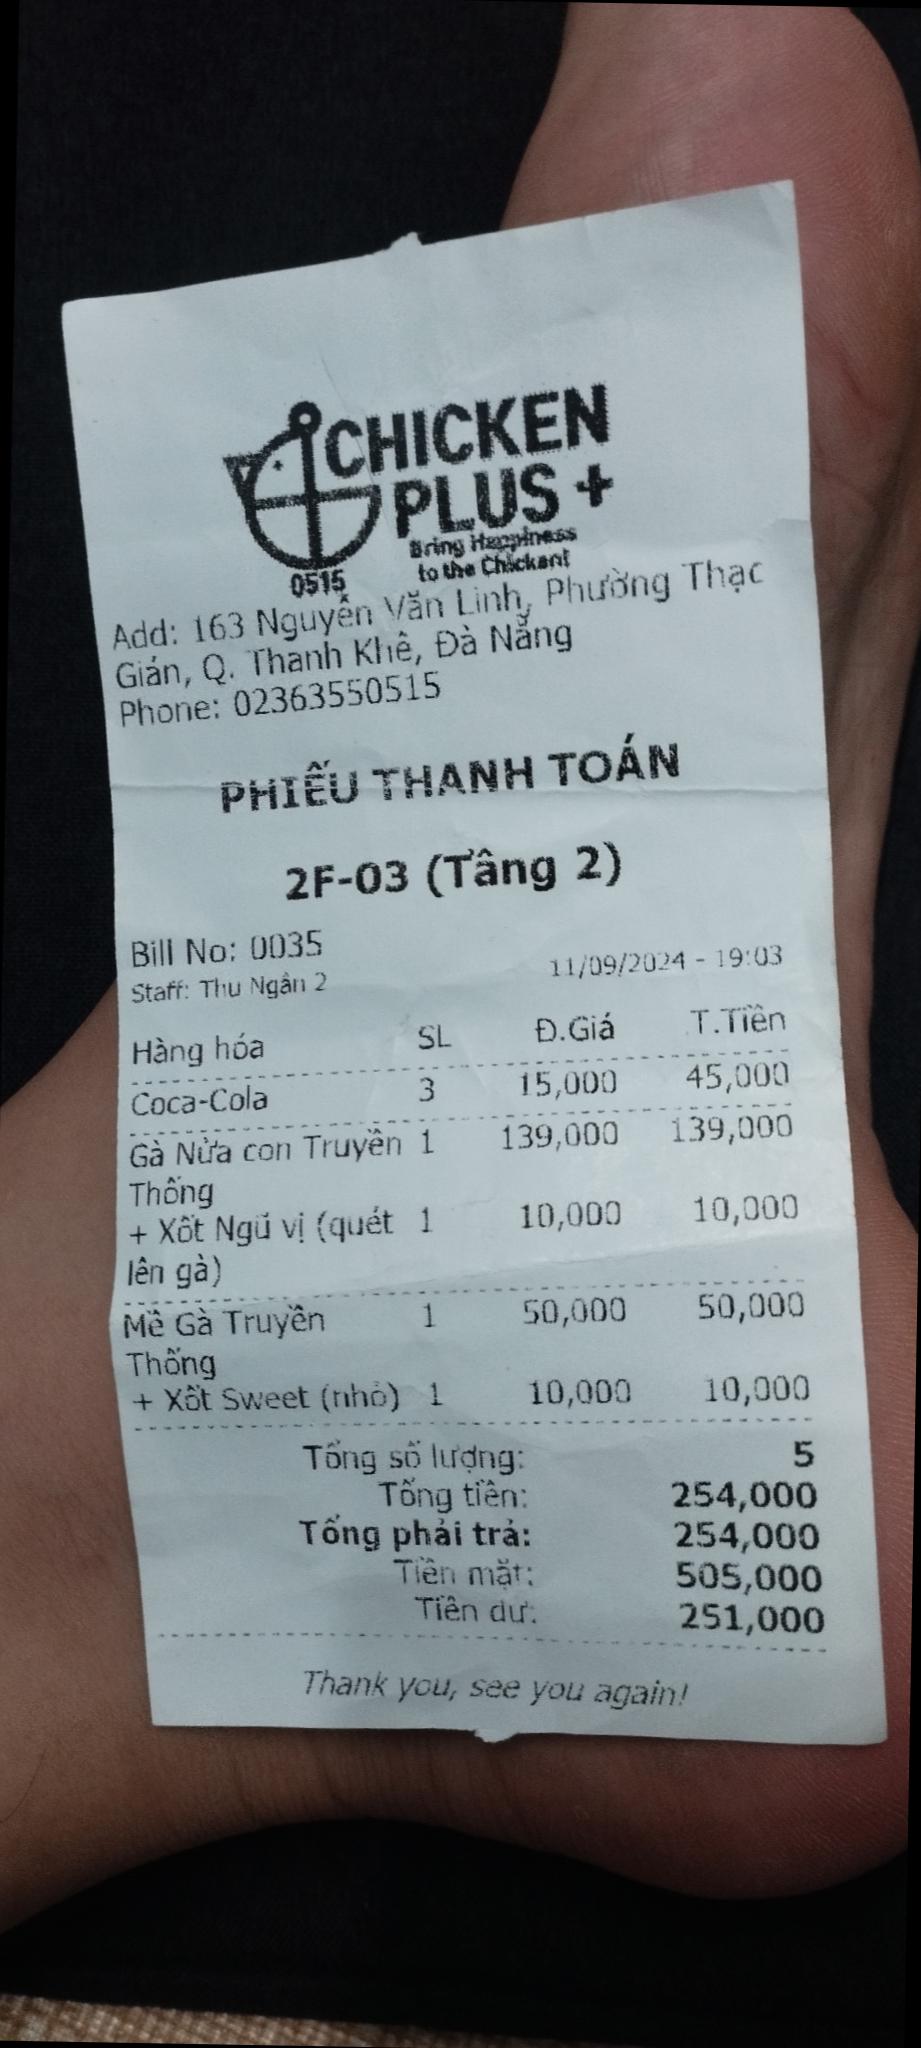 CHICKEN
PLUS +
Bring Happiness
to the Chicken!
0515
Add: 163 Nguyễn Văn Linh, Phường Thạc
Gián, Q. Thanh Khê, Đà Nẵng
Phone: 02363550515
PHIẾU THANH TOÁN
2F-03 (Tầng 2)
Bill No: 0035
11/09/2024 - 19:03
Staff: Thu Ngân 2
Hàng hóa SL Đ.Giá T.Tiền
Coca-Cola 3 15,000 45,000
Gà Nửa con Truyền 1 139,000 139,000
Thống
+ Xốt Ngũ vị (quét 1 10,000 10,000
lên gà)
Mề Gà Truyền 1 50,000 50,000
Thống
+ Xốt Sweet (nhỏ) 1 10,000 10,000
Tổng số lượng: 5
Tổng tiền: 254,000
Tổng phải trả: 254,000
Tiền mặt: 505,000
Tiền dư: 251,000
Thank you, see you again!